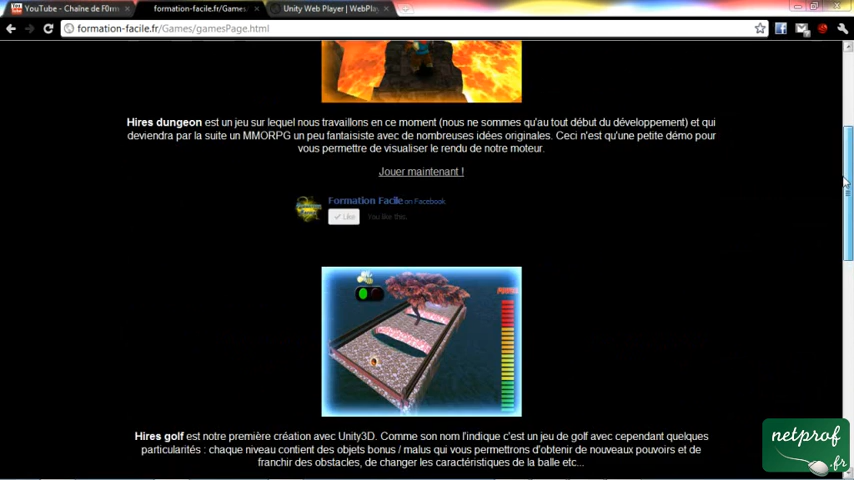 YouTube - Chaîne de F0rm
formation-facile.fr/Games
Unity Web Player | WebPla
formation-facile.fr/Games/gamesPage.html
Hires dungeon est un jeu sur lequel nous travaillons en ce moment (nous ne sommes qu'au tout début du développement) et qui
deviendra par la suite un MMORPG un peu fantaisiste avec de nombreuses idées originales. Ceci n'est qu'une petite démo pour
vous permettre de visualiser le rendu de notre moteur.
Jouer maintenant !
Formation Facile on Facebook
Like You like this.
Hires golf est notre première création avec Unity3D. Comme son nom l'indique c'est un jeu de golf avec cependant quelques
particularités : chaque niveau contient des objets bonus / malus qui vous permettrons d'obtenir de nouveaux pouvoirs et de
franchir des obstacles, de changer les caractéristiques de la balle etc...
netprof
.fr